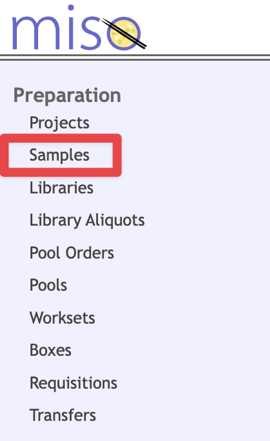 miso
Preparation
Projects
Samples
Libraries
Library Aliquots
Pool Orders
Pools
Worksets
Boxes
Requisitions
Transfers